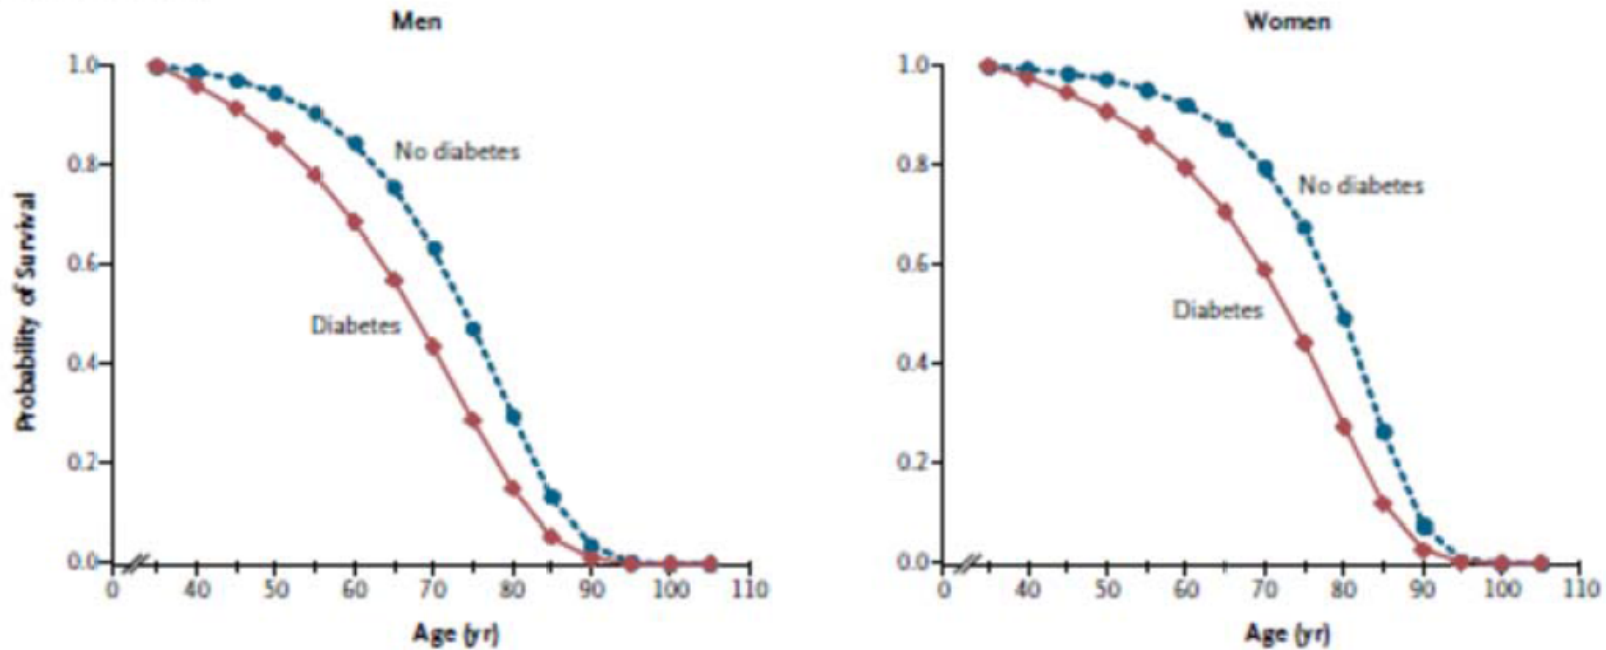 Men
Women
Probability of Survival
1.0
0.8
0.6
0.4
0.2
0.0
No diabetes
Diabetes
0 40 50 60 70 80 90 100 110
Age (yr)
1.0
0.8
0.6
0.4
0.2
0.0
No diabetes
Diabetes
0 40 50 60 70 80 90 100 110
Age (yr)